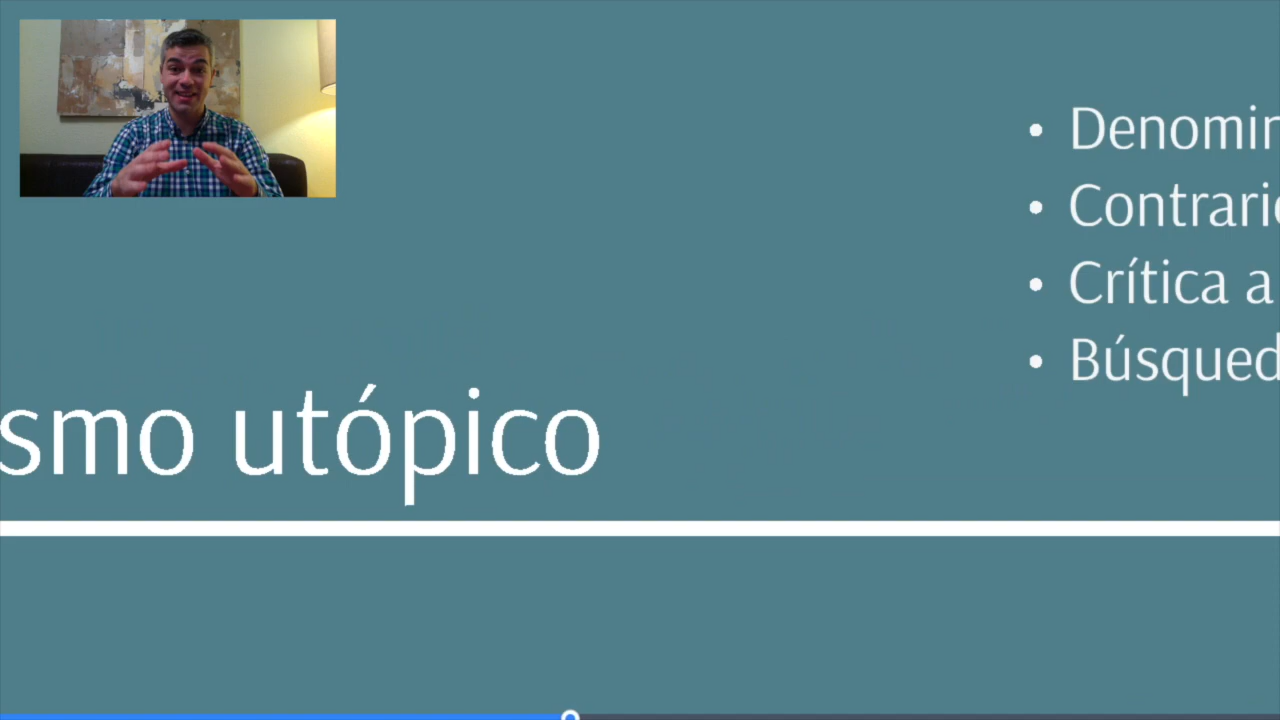 Denomin
Contrari
Crítica a
Búsqued
smo utópico